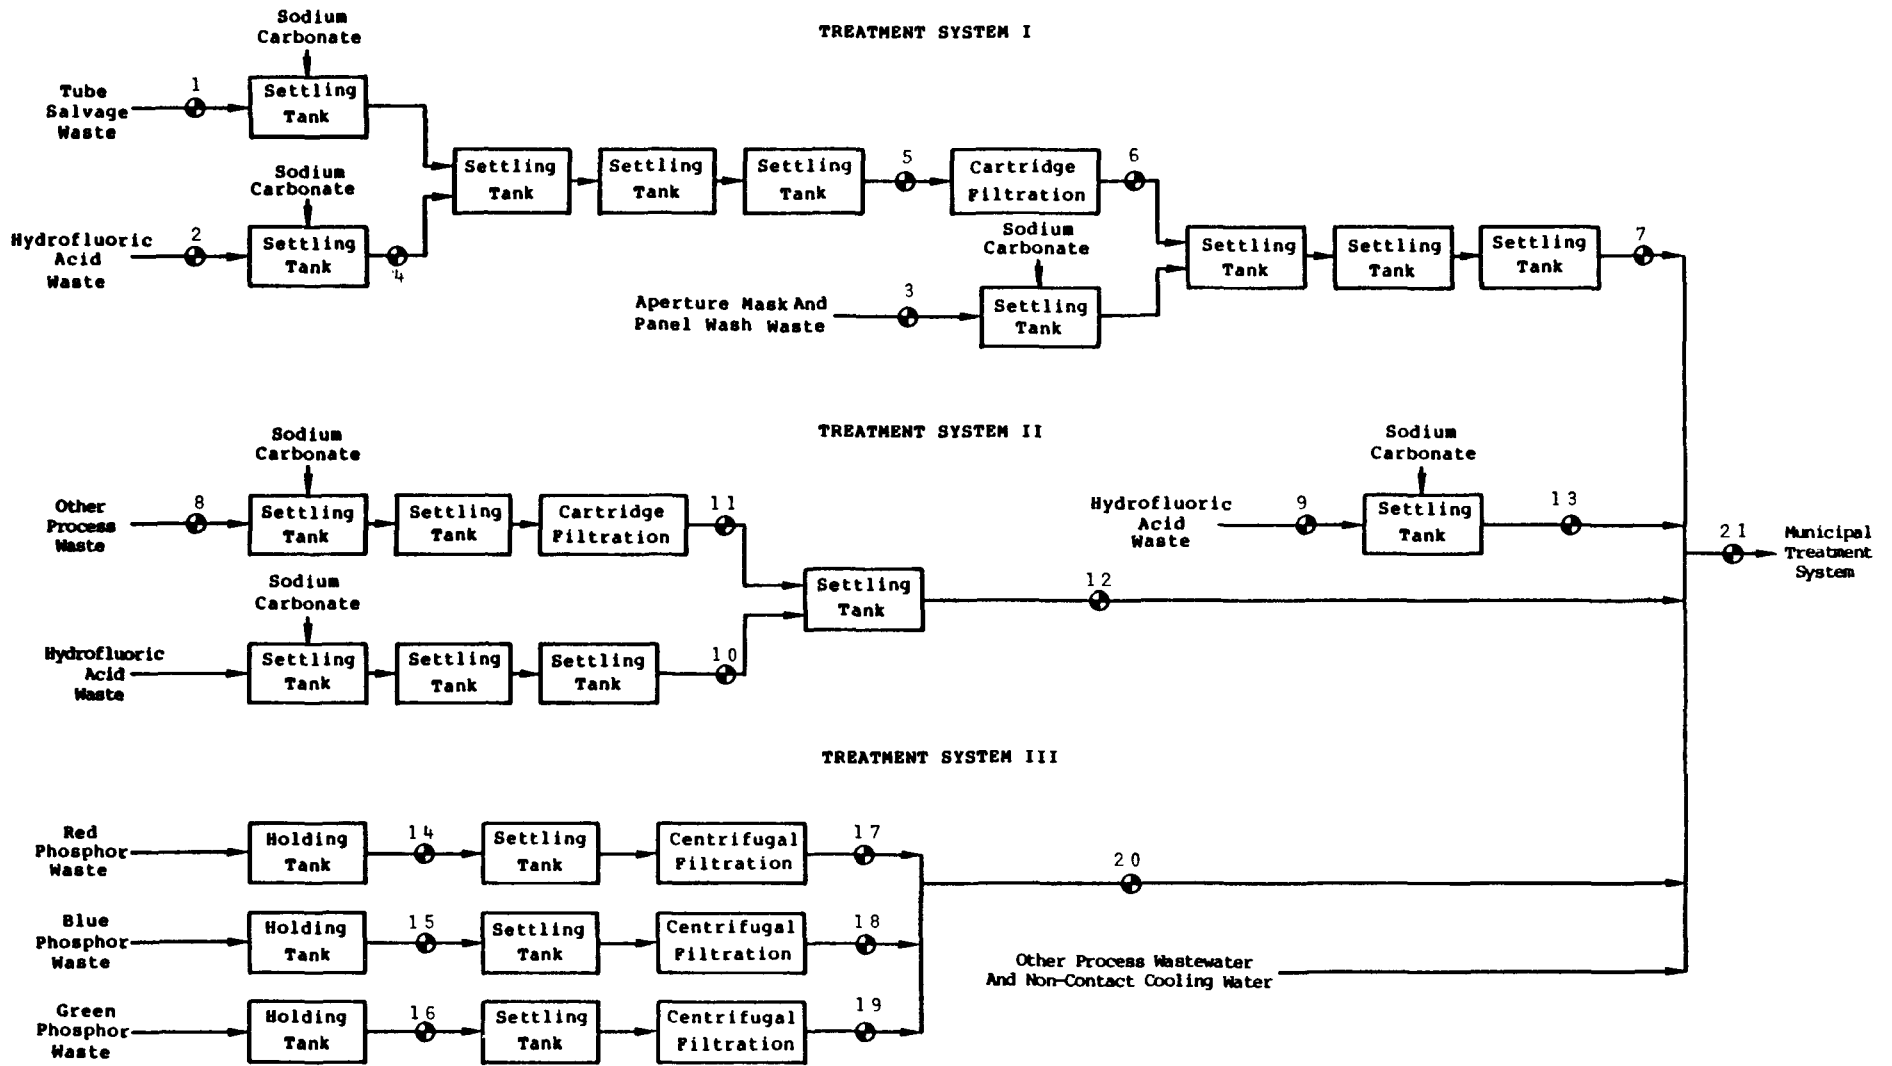 TREATMENT SYSTEM I
Sodium
Carbonate
Tube
Salvage
Waste
1
Settling
Tank
Sodium
Carbonate
Hydrofluoric
Acid
Waste
2
Settling
Tank
4
Settling
Tank
Settling
Tank
Settling
Tank
5
Cartridge
Filtration
6
Sodium
Carbonate
Aperture Mask And
Panel Wash Waste
3
Settling
Tank
Settling
Tank
Settling
Tank
Settling
Tank
7
TREATMENT SYSTEM II
Sodium
Carbonate
Other
Process
Waste
8
Settling
Tank
Settling
Tank
Cartridge
Filtration
11
Sodium
Carbonate
Hydrofluoric
Acid
Waste
Settling
Tank
Settling
Tank
Settling
Tank
10
Settling
Tank
12
Sodium
Carbonate
Hydrofluoric
Acid
Waste
9
Settling
Tank
13
21
Municipal
Treatment
System
TREATMENT SYSTEM III
Red
Phosphor
Waste
Holding
Tank
14
Settling
Tank
Centrifugal
Filtration
17
Blue
Phosphor
Waste
Holding
Tank
15
Settling
Tank
Centrifugal
Filtration
18
Green
Phosphor
Waste
Holding
Tank
16
Settling
Tank
Centrifugal
Filtration
19
20
Other Process Wastewater
And Non-Contact Cooling Water